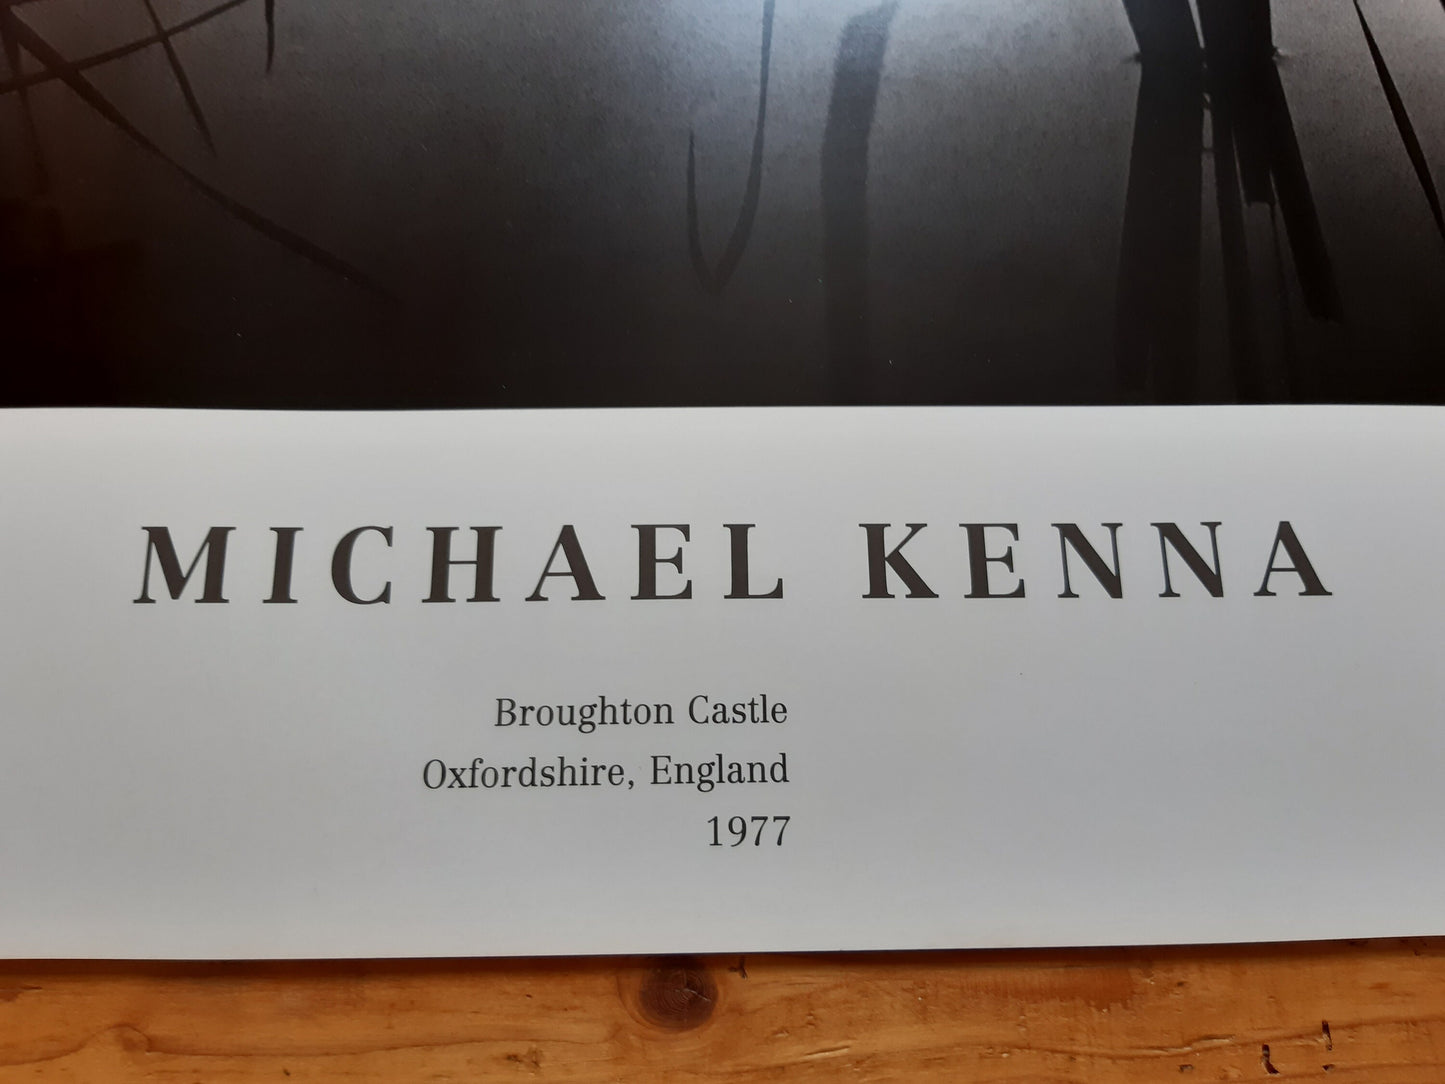 MICHAEL KENNA
Broughton Castle
Oxfordshire, England
1977